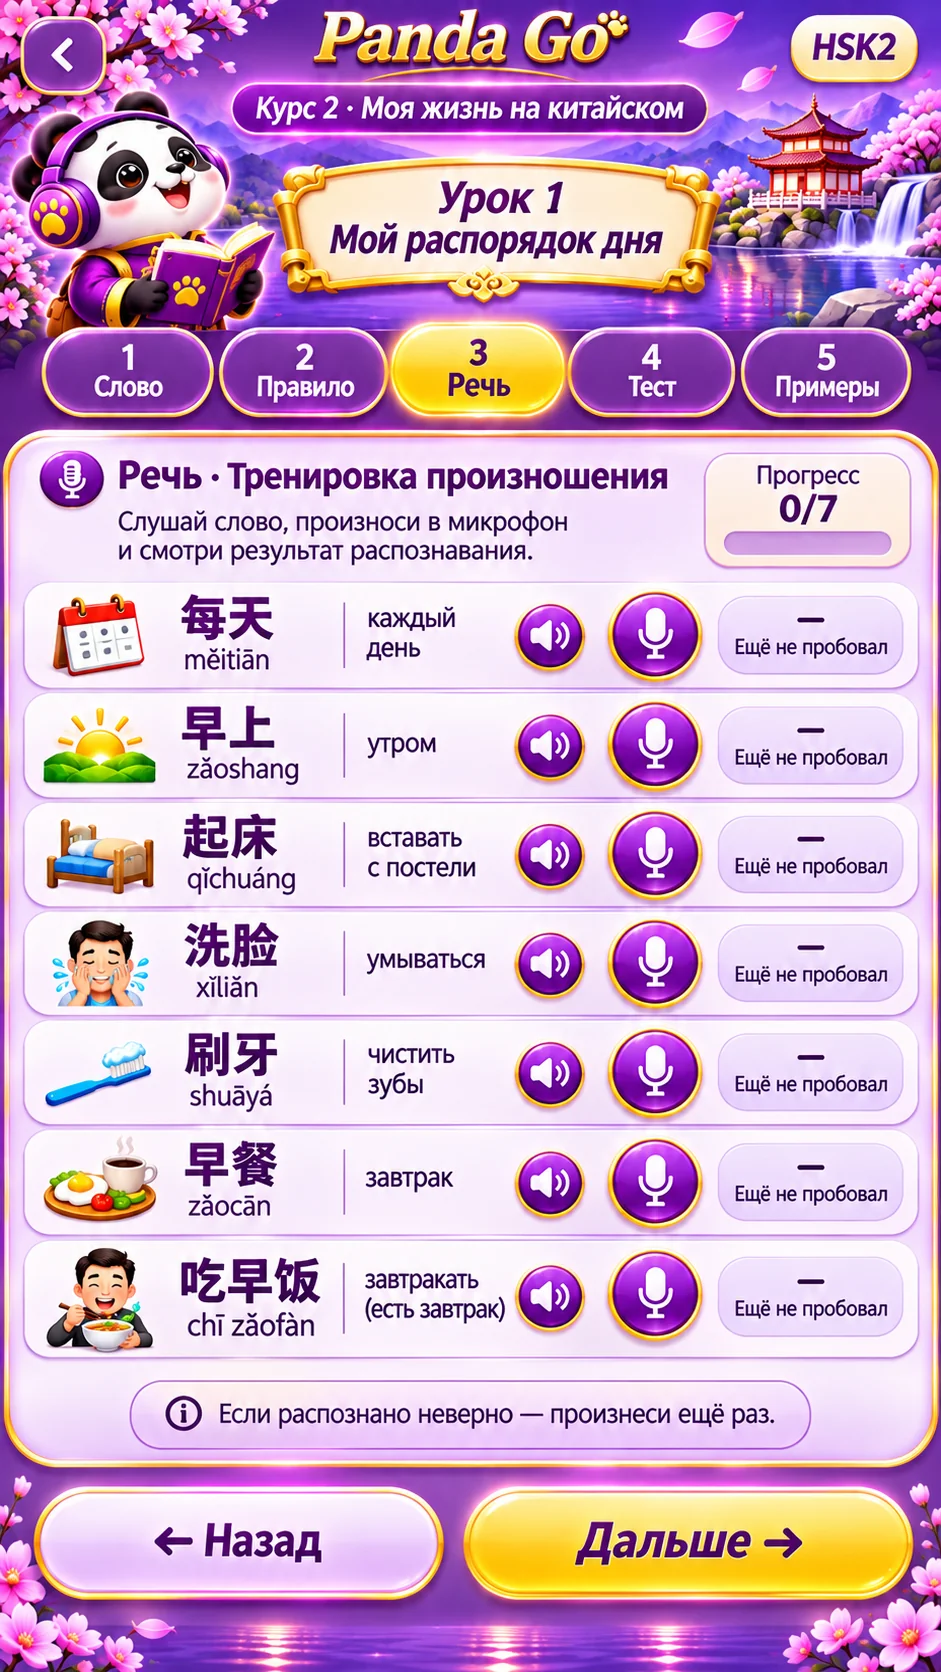 Panda Go
HSK2
Курс 2 · Моя жизнь на китайском
Урок 1
Мой распорядок дня
1
Слово
2
Правило
3
Речь
4
Тест
5
Примеры
Речь · Тренировка произношения
Слушай слово, произноси в микрофон
и смотри результат распознавания.
Прогресс
0/7
每天
měitiān
каждый
день
—
Ещё не пробовал
早上
zǎoshang
утром
—
Ещё не пробовал
起床
qǐchuáng
вставать
с постели
—
Ещё не пробовал
洗脸
xǐliǎn
умываться
—
Ещё не пробовал
刷牙
shuāyá
чистить
зубы
—
Ещё не пробовал
早餐
zǎocān
завтрак
—
Ещё не пробовал
吃早饭
chī zǎofàn
завтракать
(есть завтрак)
—
Ещё не пробовал
Если распознано неверно — произнеси ещё раз.
← Назад
Дальше →